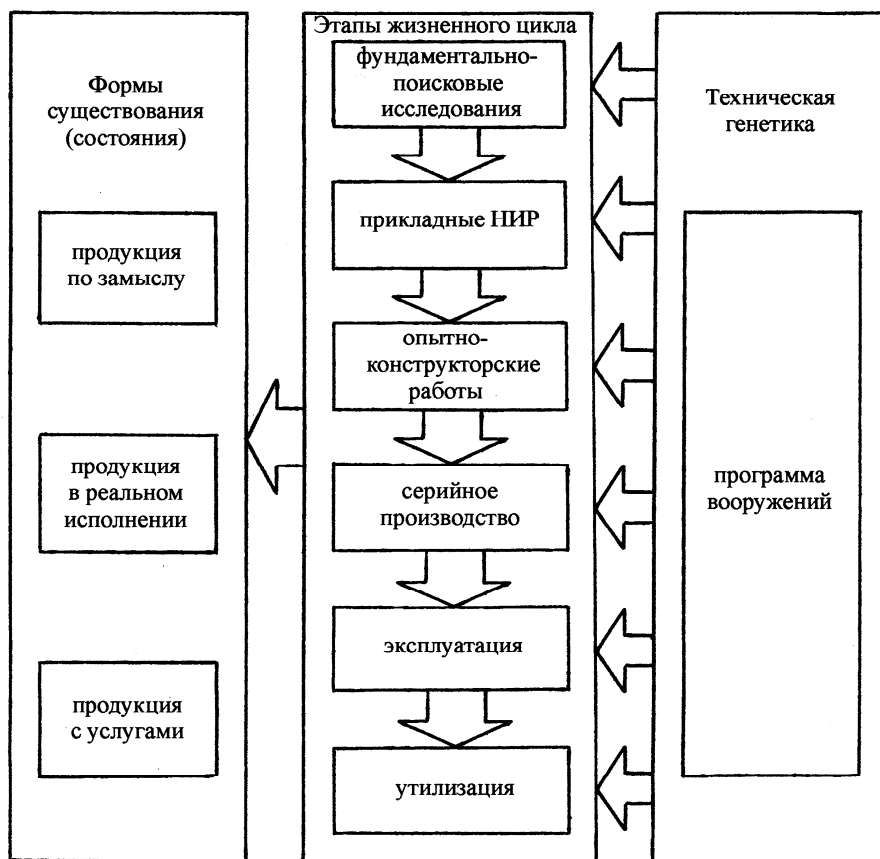 Формы
существования
(состояния)
продукция
по замыслу
продукция
в реальном
исполнении
продукция
с услугами
Этапы жизненного цикла
фундаментально-
поисковые
исследования
прикладные НИР
опытно-
конструкторские
работы
серийное
производство
эксплуатация
утилизация
Техническая
генетика
программа
вооружений